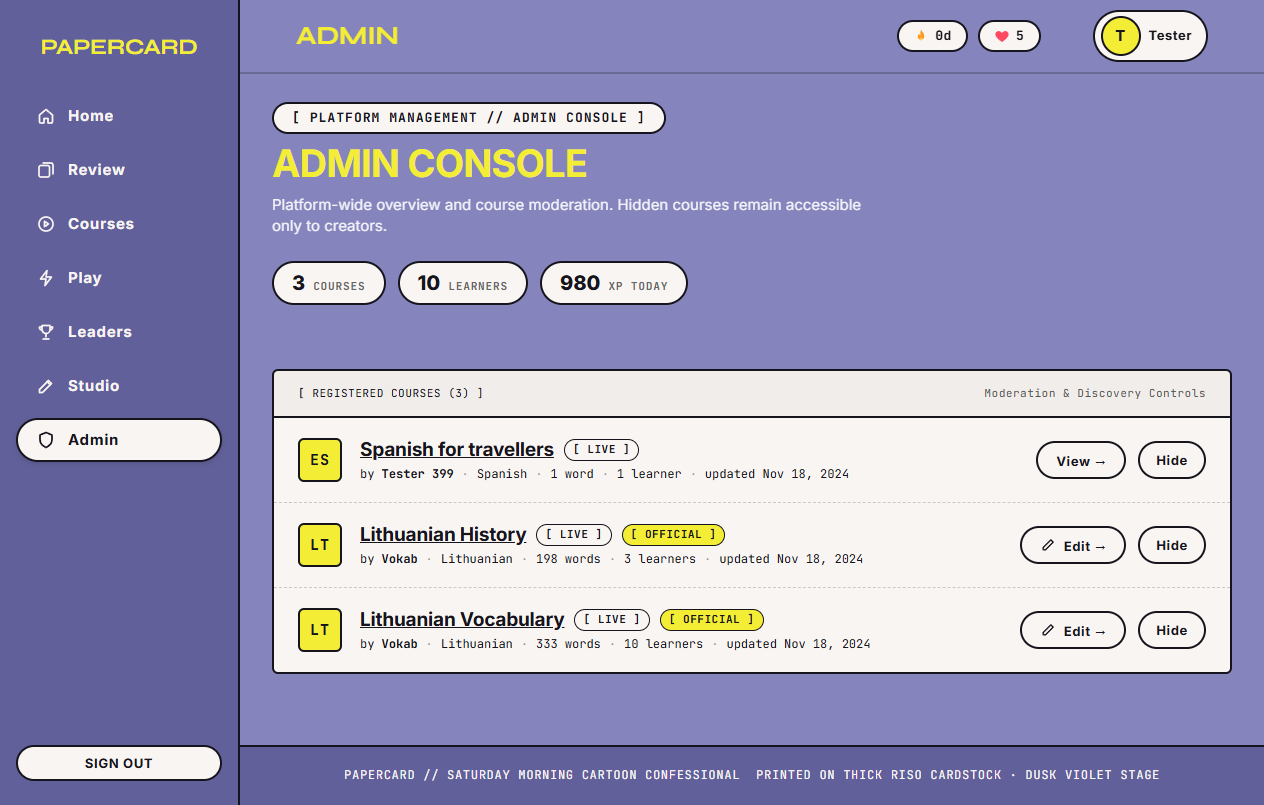 PAPERCARD
Home
Review
Courses
Play
Leaders
Studio
Admin
SIGN OUT
ADMIN
0d
5
T
Tester
[ PLATFORM MANAGEMENT // ADMIN CONSOLE ]
ADMIN CONSOLE
Platform-wide overview and course moderation. Hidden courses remain accessible
only to creators.
3 COURSES
10 LEARNERS
980 XP TODAY
[ REGISTERED COURSES (3) ]
Moderation & Discovery Controls
ES
Spanish for travellers [ LIVE ]
by Tester 399 · Spanish · 1 word · 1 learner · updated Nov 18, 2024
View →
Hide
LT
Lithuanian History [ LIVE ] [ OFFICIAL ]
by Vokab · Lithuanian · 198 words · 3 learners · updated Nov 18, 2024
Edit →
Hide
LT
Lithuanian Vocabulary [ LIVE ] [ OFFICIAL ]
by Vokab · Lithuanian · 333 words · 10 learners · updated Nov 18, 2024
Edit →
Hide
PAPERCARD // SATURDAY MORNING CARTOON CONFESSIONAL PRINTED ON THICK RISO CARDSTOCK · DUSK VIOLET STAGE